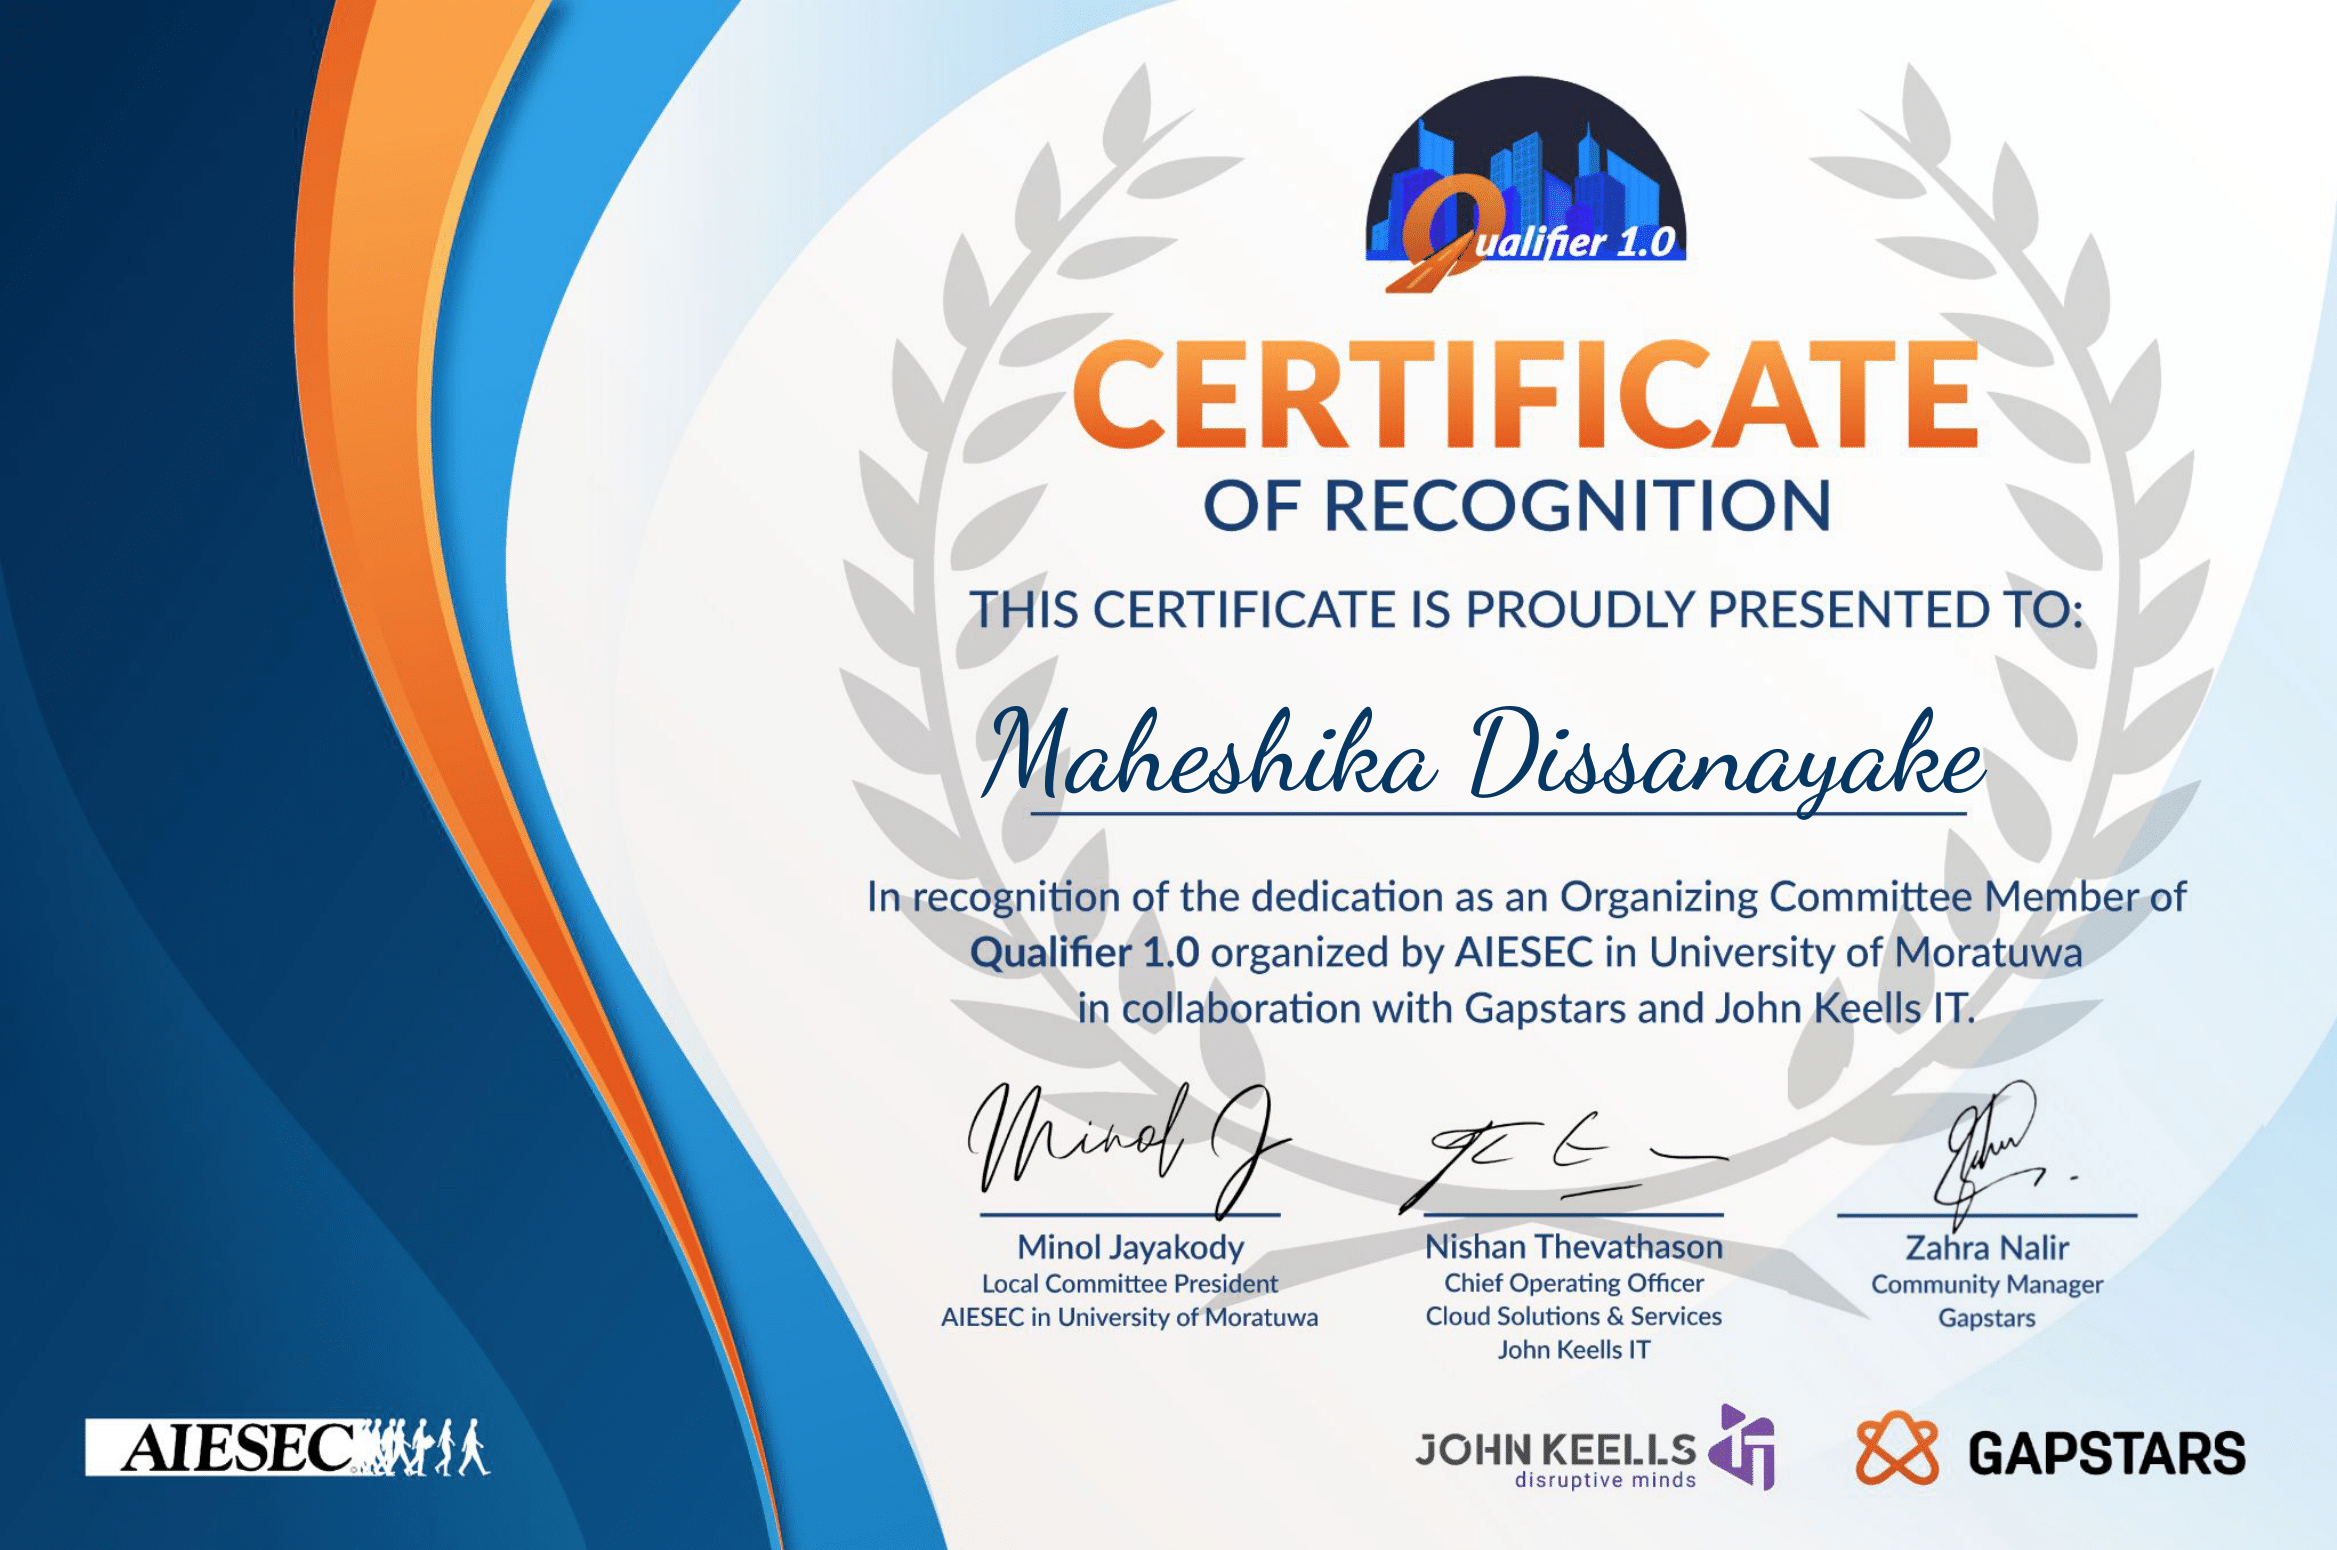 Qualifier 1.0
CERTIFICATE
OF RECOGNITION
THIS CERTIFICATE IS PROUDLY PRESENTED TO:
Maheshika Dissanayake
In recognition of the dedication as an Organizing Committee Member of
Qualifier 1.0 organized by AIESEC in University of Moratuwa
in collaboration with Gapstars and John Keells IT.
Minol J
Minol Jayakody
Local Committee President
AIESEC in University of Moratuwa
Nishan Thevathason
Chief Operating Officer
Cloud Solutions & Services
John Keells IT
Zahra Nalir
Community Manager
Gapstars
AIESEC
JOHN KEELLS IT
disruptive minds
GAPSTARS